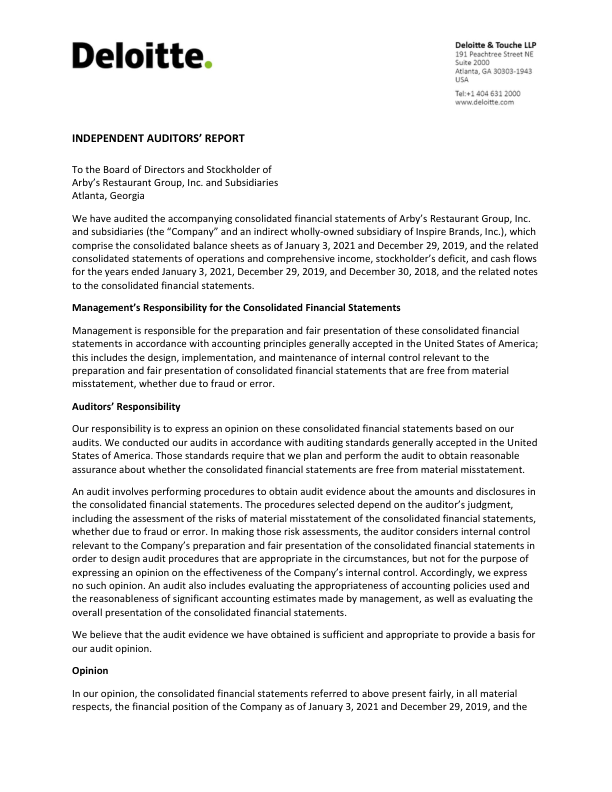 Deloitte.
Deloitte & Touche LLP
191 Peachtree Street NE
Suite 2000
Atlanta, GA 30303-1943
USA
Tel:+1 404 631 2000
www.deloitte.com
INDEPENDENT AUDITORS’ REPORT
To the Board of Directors and Stockholder of
Arby’s Restaurant Group, Inc. and Subsidiaries
Atlanta, Georgia
We have audited the accompanying consolidated financial statements of Arby’s Restaurant Group, Inc.
and subsidiaries (the “Company” and an indirect wholly-owned subsidiary of Inspire Brands, Inc.), which
comprise the consolidated balance sheets as of January 3, 2021 and December 29, 2019, and the related
consolidated statements of operations and comprehensive income, stockholder’s deficit, and cash flows
for the years ended January 3, 2021, December 29, 2019, and December 30, 2018, and the related notes
to the consolidated financial statements.
Management’s Responsibility for the Consolidated Financial Statements
Management is responsible for the preparation and fair presentation of these consolidated financial
statements in accordance with accounting principles generally accepted in the United States of America;
this includes the design, implementation, and maintenance of internal control relevant to the
preparation and fair presentation of consolidated financial statements that are free from material
misstatement, whether due to fraud or error.
Auditors’ Responsibility
Our responsibility is to express an opinion on these consolidated financial statements based on our
audits. We conducted our audits in accordance with auditing standards generally accepted in the United
States of America. Those standards require that we plan and perform the audit to obtain reasonable
assurance about whether the consolidated financial statements are free from material misstatement.
An audit involves performing procedures to obtain audit evidence about the amounts and disclosures in
the consolidated financial statements. The procedures selected depend on the auditor’s judgment,
including the assessment of the risks of material misstatement of the consolidated financial statements,
whether due to fraud or error. In making those risk assessments, the auditor considers internal control
relevant to the Company’s preparation and fair presentation of the consolidated financial statements in
order to design audit procedures that are appropriate in the circumstances, but not for the purpose of
expressing an opinion on the effectiveness of the Company’s internal control. Accordingly, we express
no such opinion. An audit also includes evaluating the appropriateness of accounting policies used and
the reasonableness of significant accounting estimates made by management, as well as evaluating the
overall presentation of the consolidated financial statements.
We believe that the audit evidence we have obtained is sufficient and appropriate to provide a basis for
our audit opinion.
Opinion
In our opinion, the consolidated financial statements referred to above present fairly, in all material
respects, the financial position of the Company as of January 3, 2021 and December 29, 2019, and the